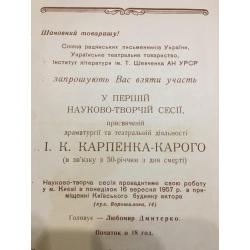 Шановний товаришу!
Спілка радянських письменників України,
Українське театральне товариство,
Інститут літератури ім. Т. Шевченка АН УРСР
запрошують Вас взяти участь
У ПЕРШІЙ
НАУКОВО-ТВОРЧІЙ СЕСІЇ,
присвяченій
драматургії та театральній діяльності
І. К. КАРПЕНКА-КАРОГО
(в зв'язку з 50-річчям з дня смерті)
Науково-творча сесія проводитиме свою роботу
у м. Києві в понеділок 16 вересня 1957 р. в при-
міщенні Київського будинку актора
(вул. Ворошилова, 14)
Головує — Любомир Дмитерко.
Початок о 18 год.